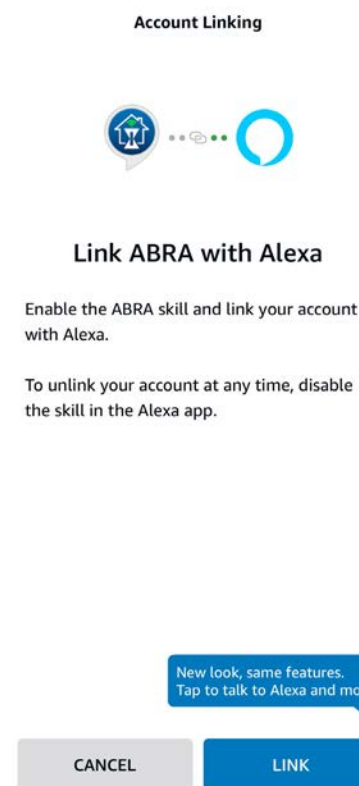 Account Linking
Link ABRA with Alexa
Enable the ABRA skill and link your account
with Alexa.
To unlink your account at any time, disable
the skill in the Alexa app.
New look, same features.
Tap to talk to Alexa and
CANCEL
LINK